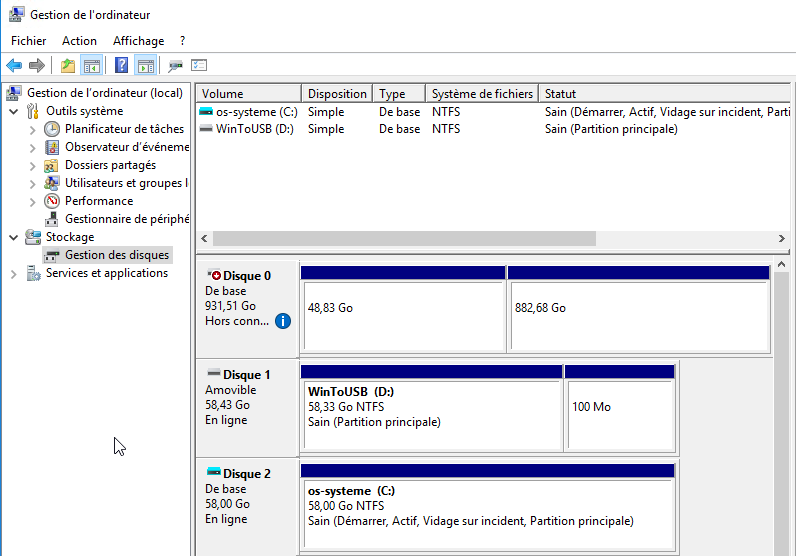 Gestion de l'ordinateur
Fichier Action Affichage ?
Gestion de l'ordinateur (local)
Outils système
Planificateur de tâches
Observateur d'événeme
Dossiers partagés
Utilisateurs et groupes l
Performance
Gestionnaire de périphé
Stockage
Gestion des disques
Services et applications
Volume Disposition Type Système de fichiers Statut
os-systeme (C:) Simple De base NTFS Sain (Démarrer, Actif, Vidage sur incident, Parti
WinToUSB (D:) Simple De base NTFS Sain (Partition principale)
Disque 0
De base
931,51 Go
Hors conn...
48,83 Go
882,68 Go
Disque 1
Amovible
58,43 Go
En ligne
WinToUSB (D:)
58,33 Go NTFS
Sain (Partition principale)
100 Mo
Disque 2
De base
58,00 Go
En ligne
os-systeme (C:)
58,00 Go NTFS
Sain (Démarrer, Actif, Vidage sur incident, Partition principale)